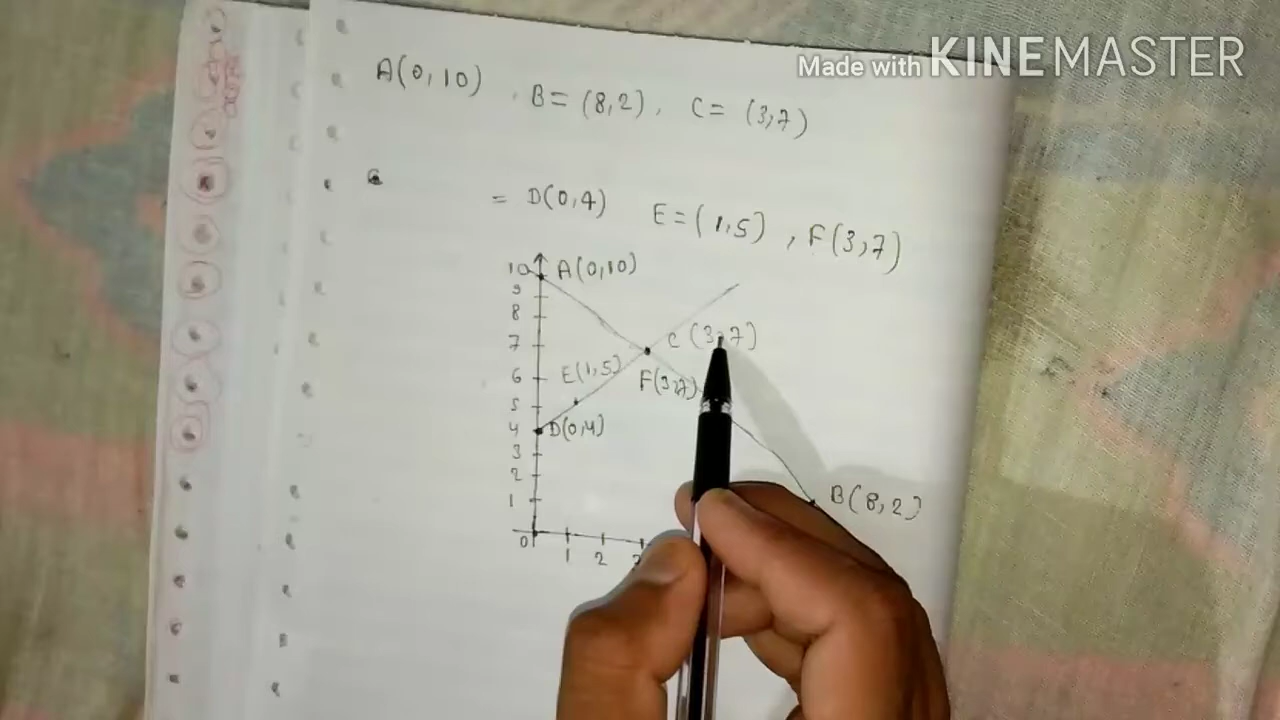 Made with KINEMASTER
A(0,10), B = (8,2), C = (3,7)
= D(0,4) E = (1,5), F(3,7)
10 A(0,10)
9
8
7 C (3,7)
6 E(1,5) F(3,7)
5
4 D(0,4)
3
2
1 B(8,2)
0 1 2